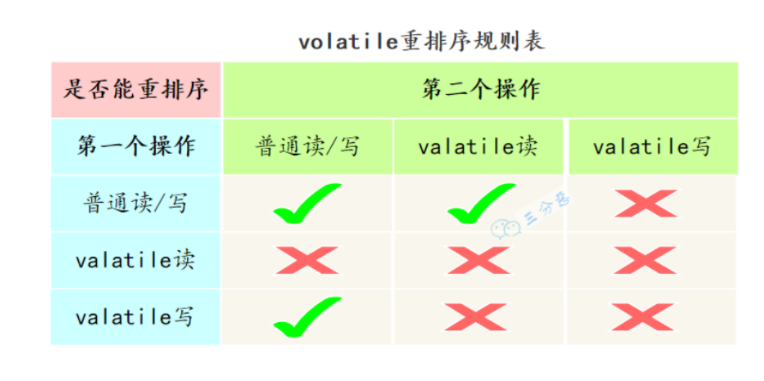 volatile重排序规则表
是否能重排序 第二个操作
第一个操作 普通读/写 valatile读 valatile写
普通读/写
三分恶
valatile读
valatile写